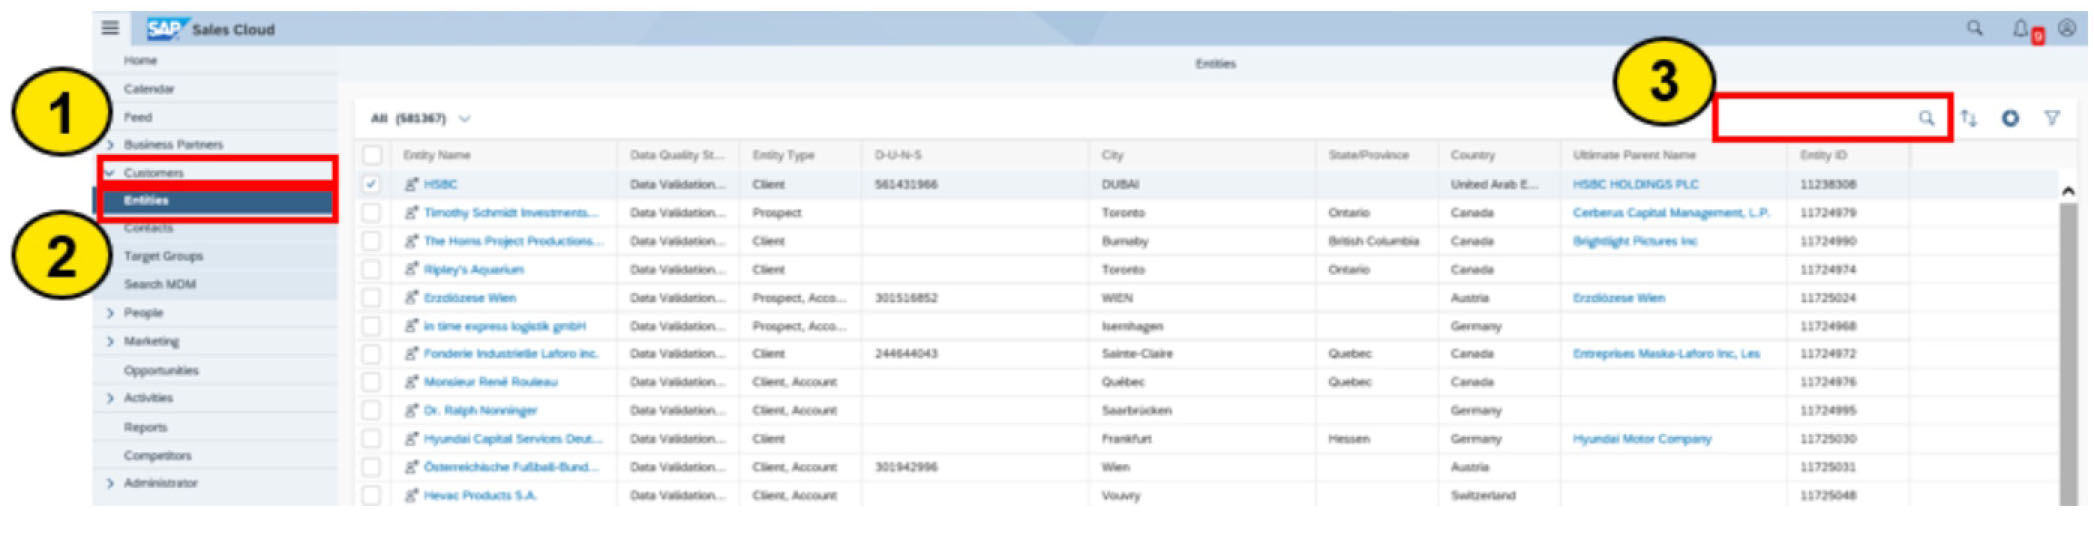 SAP Sales Cloud
9
Home
Entities
Calendar
3
1
Feed
All (581367)
Business Partners
Entity Name Data Quality St... Entity Type D-U-N-S City State/Province Country Ultimate Parent Name Entity ID
Customers
HSBC Data Validation... Client 561431966 DUBAI United Arab E... HSBC HOLDINGS PLC 11238308
Entities
Timothy Schmidt Investments... Data Validation... Prospect Toronto Ontario Canada Cerberus Capital Management, L.P. 11724979
Contacts
The Horns Project Productions... Data Validation... Client Burnaby British Columbia Canada Brightlight Pictures Inc 11724990
2
Target Groups
Ripley's Aquarium Data Validation... Client Toronto Ontario Canada 11724974
Search MDM
Erzdiözese Wien Data Validation... Prospect, Acco... 301516852 WIEN Austria Erzdiözese Wien 11725024
People
in time express logistik gmbH Data Validation... Prospect, Acco... Isernhagen Germany 11724968
Marketing
Fonderie Industrielle Laforo inc. Data Validation... Client 244644043 Sainte-Claire Quebec Canada Entreprises Maska-Laforo Inc, Les 11724972
Opportunities
Monsieur René Rouleau Data Validation... Client, Account Québec Quebec Canada 11724976
Activities
Dr. Ralph Nonninger Data Validation... Client, Account Saarbrücken Germany 11724995
Reports
Hyundai Capital Services Deut... Data Validation... Client Frankfurt Hessen Germany Hyundai Motor Company 11725030
Competitors
Österreichische Fußball-Bund... Data Validation... Client, Account 301942996 Wien Austria 11725031
Administrator
Hevac Products S.A. Data Validation... Client, Account Vouvry Switzerland 11725048